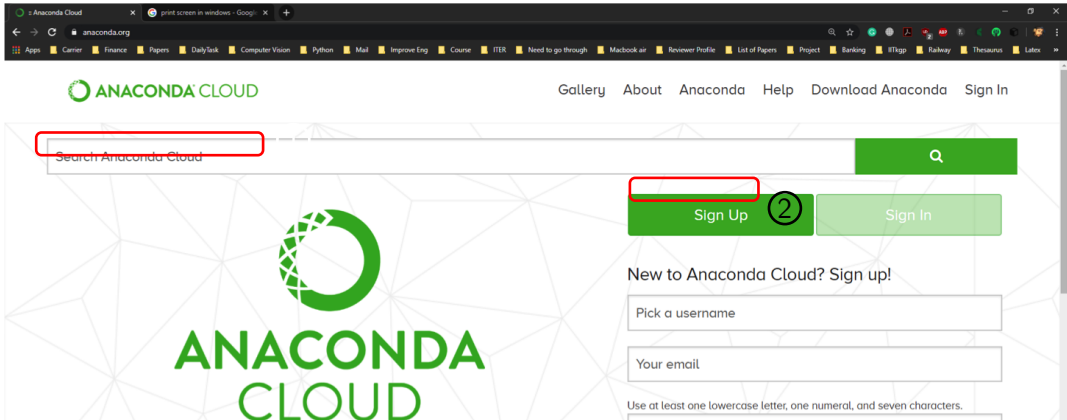 :: Anaconda Cloud
print screen in windows - Google
anaconda.org
Apps Carrier Finance Papers DailyTask Computer Vision Python Mail Improve Eng Course ITER Need to go through Macbook air Reviewer Profile List of Papers Project Banking IITkgp Railway Thesaurus Latex »
ANACONDA CLOUD
Gallery About Anaconda Help Download Anaconda Sign In
Search Anaconda Cloud
Sign Up
2
Sign In
New to Anaconda Cloud? Sign up!
Pick a username
Your email
Use at least one lowercase letter, one numeral, and seven characters.
ANACONDA
CLOUD